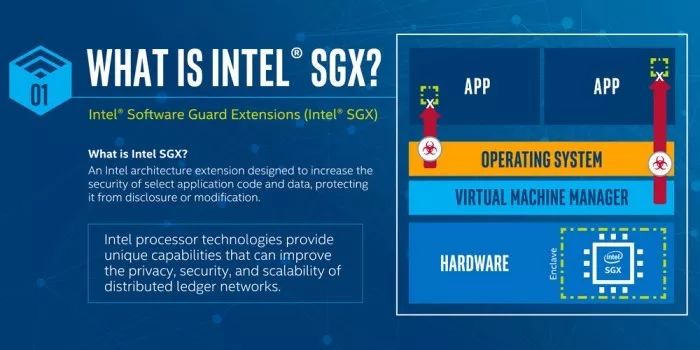 01
WHAT IS INTEL® SGX?
Intel® Software Guard Extensions (Intel® SGX)
What is Intel SGX?
An Intel architecture extension designed to increase the
security of select application code and data, protecting
it from disclosure or modification.
Intel processor technologies provide
unique capabilities that can improve
the privacy, security, and scalability of
distributed ledger networks.
APP
APP
X
X
OPERATING SYSTEM
VIRTUAL MACHINE MANAGER
HARDWARE
Enclave
intel
SGX